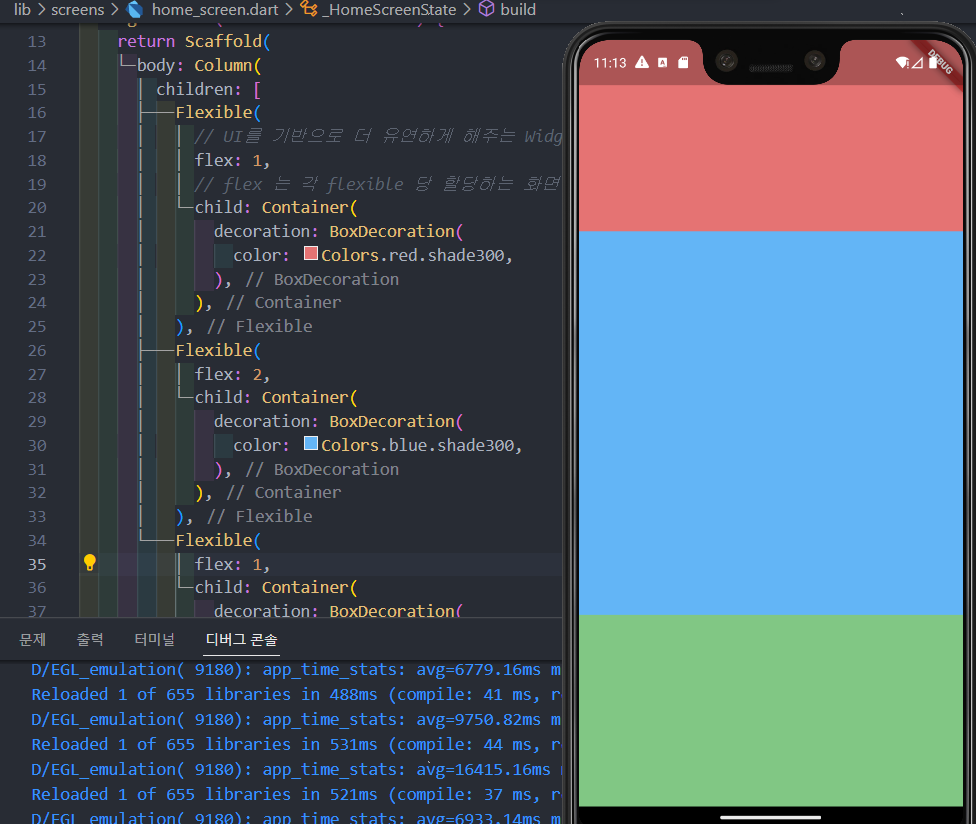 lib > screens > home_screen.dart > _HomeScreenState > build
13 return Scaffold(
14 body: Column(
15 children: [
16 Flexible(
17 // UI를 기반으로 더 유연하게 해주는 Widg
18 flex: 1,
19 // flex 는 각 flexible 당 할당하는 화면
20 child: Container(
21 decoration: BoxDecoration(
22 color: Colors.red.shade300,
23 ), // BoxDecoration
24 ), // Container
25 ), // Flexible
26 Flexible(
27 flex: 2,
28 child: Container(
29 decoration: BoxDecoration(
30 color: Colors.blue.shade300,
31 ), // BoxDecoration
32 ), // Container
33 ), // Flexible
34 Flexible(
35 flex: 1,
36 child: Container(
37 decoration: BoxDecoration(
문제 출력 터미널 디버그 콘솔
D/EGL_emulation( 9180): app_time_stats: avg=6779.16ms m
Reloaded 1 of 655 libraries in 488ms (compile: 41 ms, r
D/EGL_emulation( 9180): app_time_stats: avg=9750.82ms m
Reloaded 1 of 655 libraries in 531ms (compile: 44 ms, r
D/EGL_emulation( 9180): app_time_stats: avg=16415.16ms
Reloaded 1 of 655 libraries in 521ms (compile: 37 ms, r
D/EGL_emulation( 9180): app_time_stats: avg=6933.14ms m
11:13
DEBUG